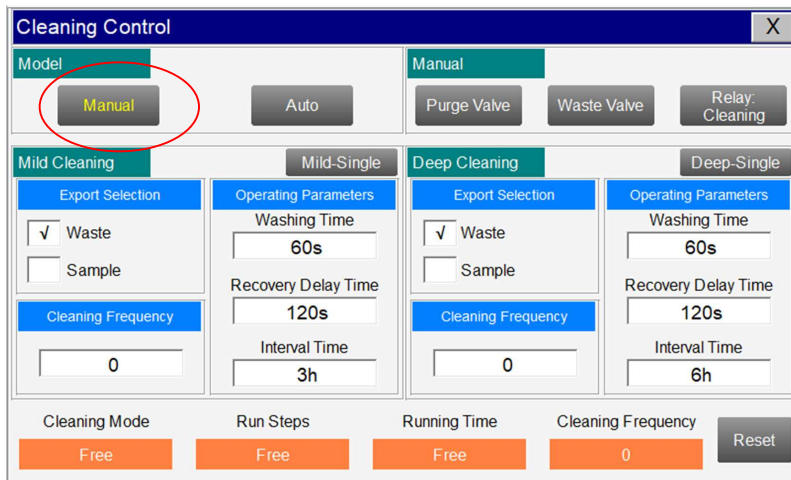 Cleaning Control X
Model
Manual Auto
Manual
Purge Valve Waste Valve Relay:
Cleaning
Mild Cleaning Mild-Single
Export Selection
√ Waste
Sample
Cleaning Frequency
0
Operating Parameters
Washing Time
60s
Recovery Delay Time
120s
Interval Time
3h
Deep Cleaning Deep-Single
Export Selection
√ Waste
Sample
Cleaning Frequency
0
Operating Parameters
Washing Time
60s
Recovery Delay Time
120s
Interval Time
6h
Cleaning Mode Run Steps Running Time Cleaning Frequency
Free Free Free 0 Reset